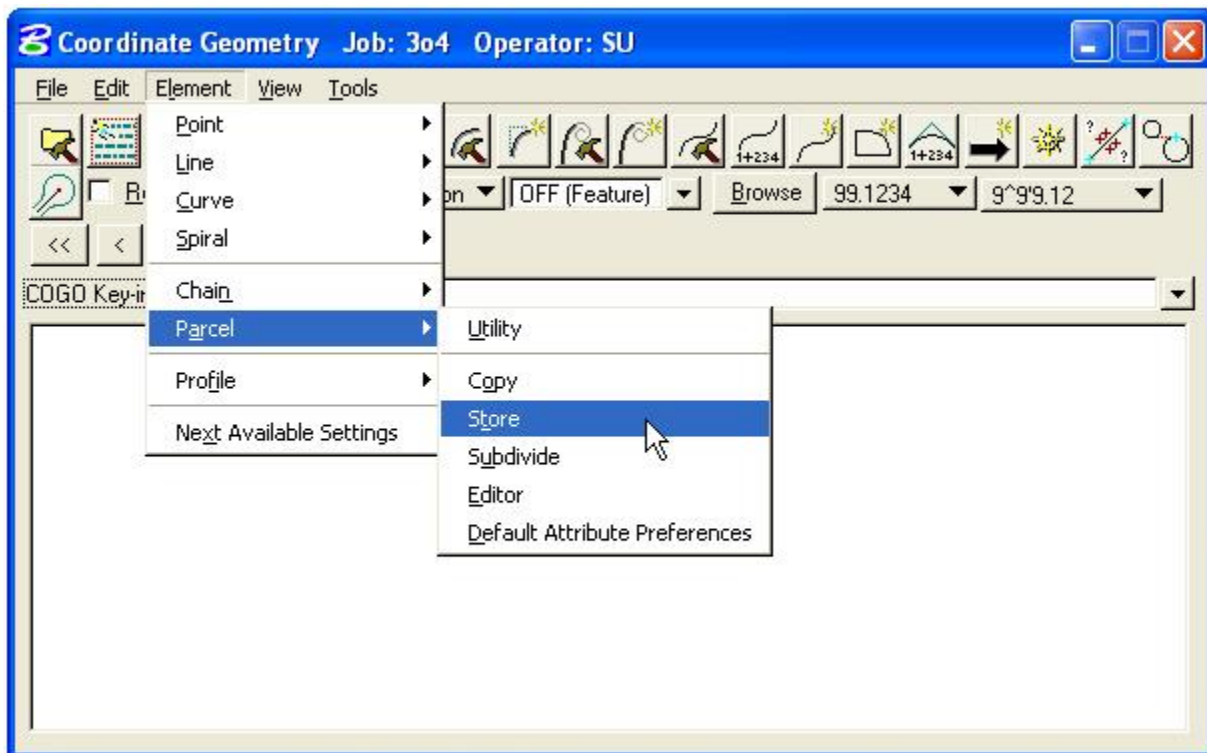 Coordinate Geometry Job: 3o4 Operator: SU
File Edit Element View Tools
Point
Line
Curve
Spiral
Chain
Parcel
Profile
Next Available Settings
1+234
1+234
OFF (Feature)
Browse
99.1234
9^9'9.12
<< <
COGO Key-in
Utility
Copy
Store
Subdivide
Editor
Default Attribute Preferences